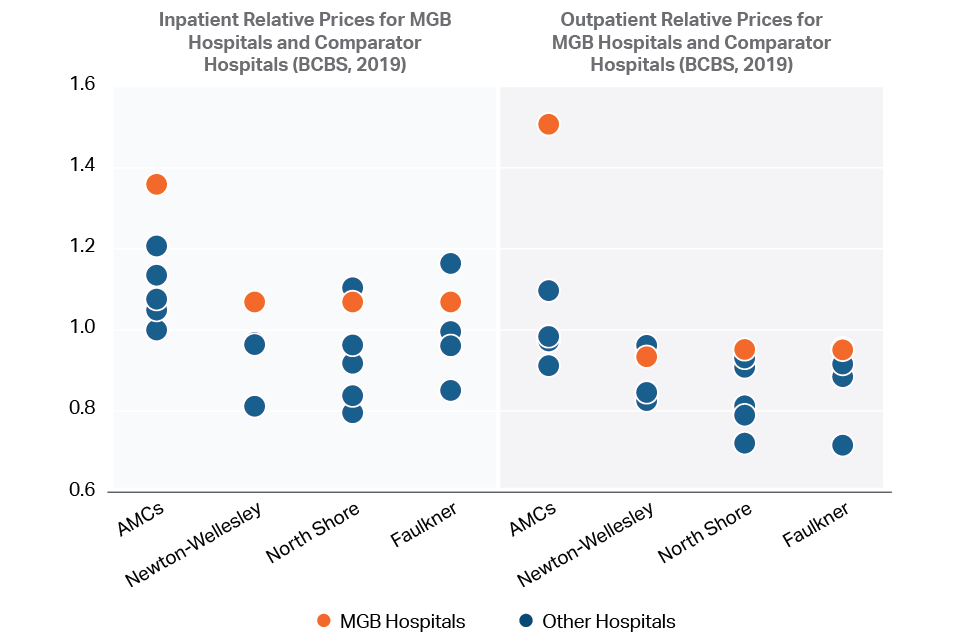 Inpatient Relative Prices for MGB
Hospitals and Comparator
Hospitals (BCBS, 2019)
Outpatient Relative Prices for
MGB Hospitals and Comparator
Hospitals (BCBS, 2019)
1.6
1.4
1.2
1.0
0.8
0.6
AMCs
Newton-Wellesley
North Shore
Faulkner
AMCs
Newton-Wellesley
North Shore
Faulkner
MGB Hospitals
Other Hospitals